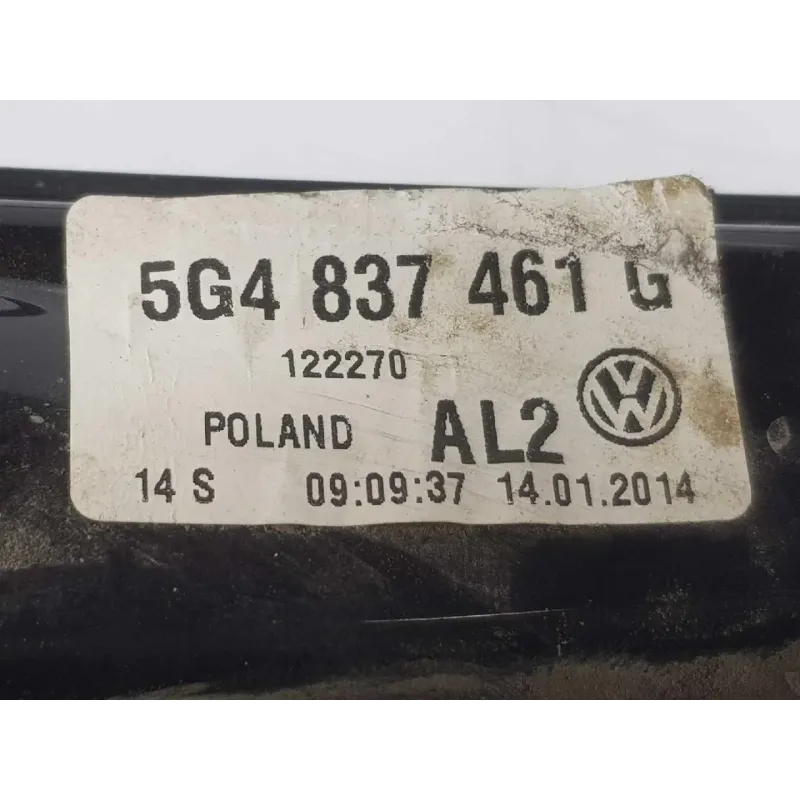 5G4 837 461 G
122270
POLAND AL2
14 S 09:09:37 14.01.2014